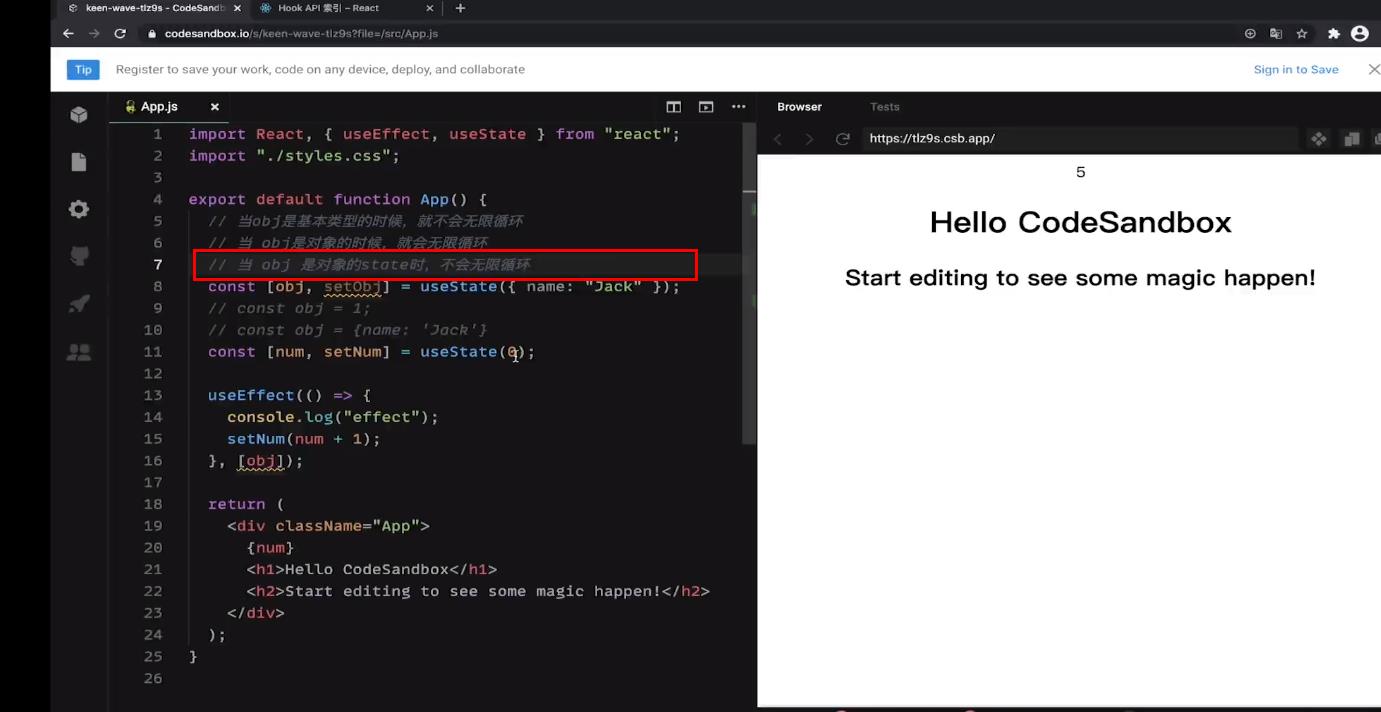 keen-wave-tlz9s - CodeSandb
Hook API 索引 – React
codesandbox.io/s/keen-wave-tlz9s?file=/src/App.js
Tip Register to save your work, code on any device, deploy, and collaborate Sign in to Save
App.js
1 import React, { useEffect, useState } from "react";
2 import "./styles.css";
3
4 export default function App() {
5 // 当obj是基本类型的时候，就不会无限循环
6 // 当 obj是对象的时候，就会无限循环
7 // 当 obj 是对象的state时，不会无限循环
8 const [obj, setObj] = useState({ name: "Jack" });
9 // const obj = 1;
10 // const obj = {name: 'Jack'}
11 const [num, setNum] = useState(0);
12
13 useEffect(() => {
14 console.log("effect");
15 setNum(num + 1);
16 }, [obj]);
17
18 return (
19 <div className="App">
20 {num}
21 <h1>Hello CodeSandbox</h1>
22 <h2>Start editing to see some magic happen!</h2>
23 </div>
24 );
25 }
26
Browser Tests
https://tlz9s.csb.app/
5
Hello CodeSandbox
Start editing to see some magic happen!